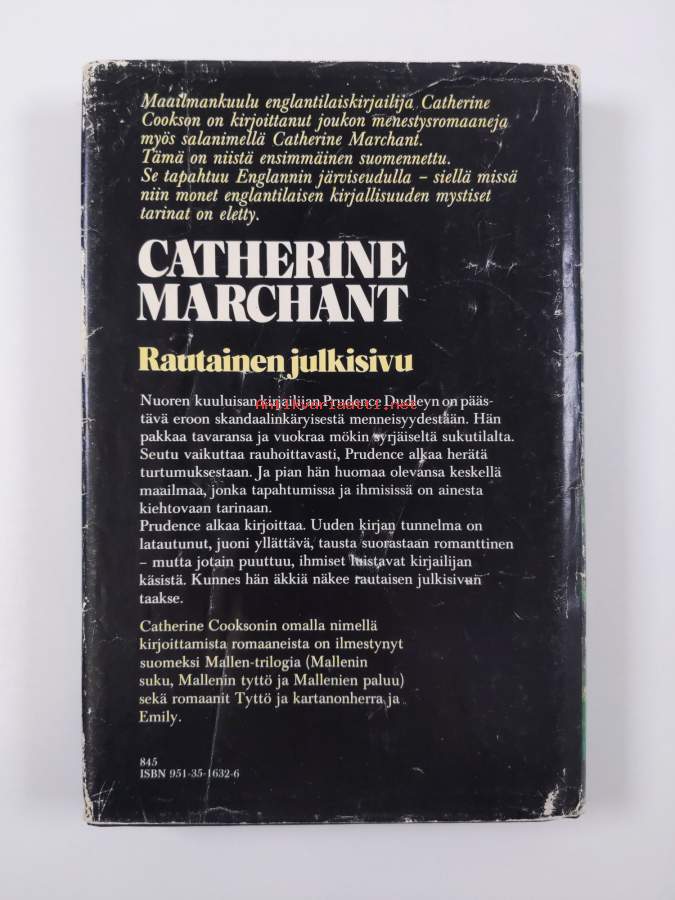 Maailmankuulu englantilaiskirjailija Catherine
Cookson on kirjoittanut joukon menestysromaaneja
myös salanimellä Catherine Marchant.
Tämä on niistä ensimmäinen suomennettu.
Se tapahtuu Englannin järviseudulla – siellä missä
niin monet englantilaisen kirjallisuuden mystiset
tarinat on eletty.
CATHERINE
MARCHANT
Rautainen julkisivu
Nuoren kuuluisan kirjailijan Prudence Dudleyn on pääs-
Antikvariaatti.net
tävä eroon skandaalinkäryisestä menneisyydestään. Hän
pakkaa tavaransa ja vuokraa mökin syrjäiseltä sukutilalta.
Seutu vaikuttaa rauhoittavasti, Prudence alkaa herätä
turtumuksestaan. Ja pian hän huomaa olevansa keskellä
maailmaa, jonka tapahtumissa ja ihmisissä on ainesta
kiehtovaan tarinaan.
Prudence alkaa kirjoittaa. Uuden kirjan tunnelma on
latautunut, juoni yllättävä, tausta suorastaan romanttinen
– mutta jotain puuttuu, ihmiset luistavat kirjailijan
käsistä. Kunnes hän äkkiä näkee rautaisen julkisivun
taakse.
Catherine Cooksonin omalla nimellä
kirjoittamista romaaneista on ilmestynyt
suomeksi Mallen-trilogia (Mallenin
suku, Mallenin tyttö ja Mallenien paluu)
sekä romaanit Tyttö ja kartanonherra ja
Emily.
845
ISBN 951-35-1632-6